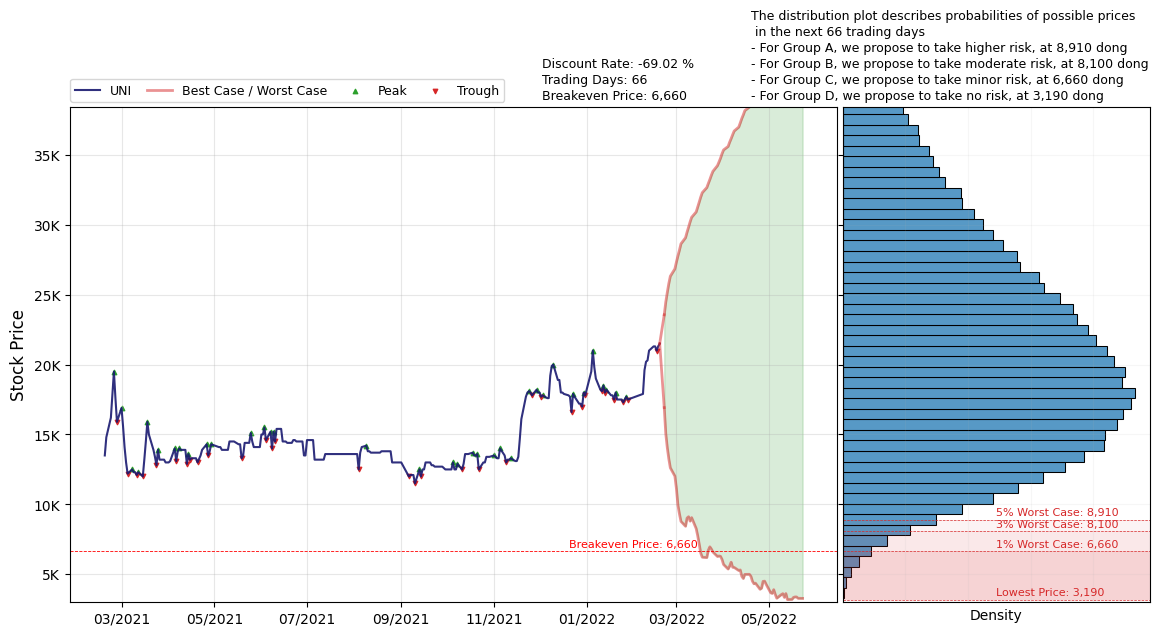 The distribution plot describes probabilities of possible prices
in the next 66 trading days
- For Group A, we propose to take higher risk, at 8,910 dong
- For Group B, we propose to take moderate risk, at 8,100 dong
- For Group C, we propose to take minor risk, at 6,660 dong
- For Group D, we propose to take no risk, at 3,190 dong
Discount Rate: -69.02 %
Trading Days: 66
Breakeven Price: 6,660
UNI
Best Case / Worst Case
Peak
Trough
Stock Price
35K
30K
25K
20K
15K
10K
5K
Breakeven Price: 6,660
5% Worst Case: 8,910
3% Worst Case: 8,100
1% Worst Case: 6,660
Lowest Price: 3,190
03/2021
05/2021
07/2021
09/2021
11/2021
01/2022
03/2022
05/2022
Density